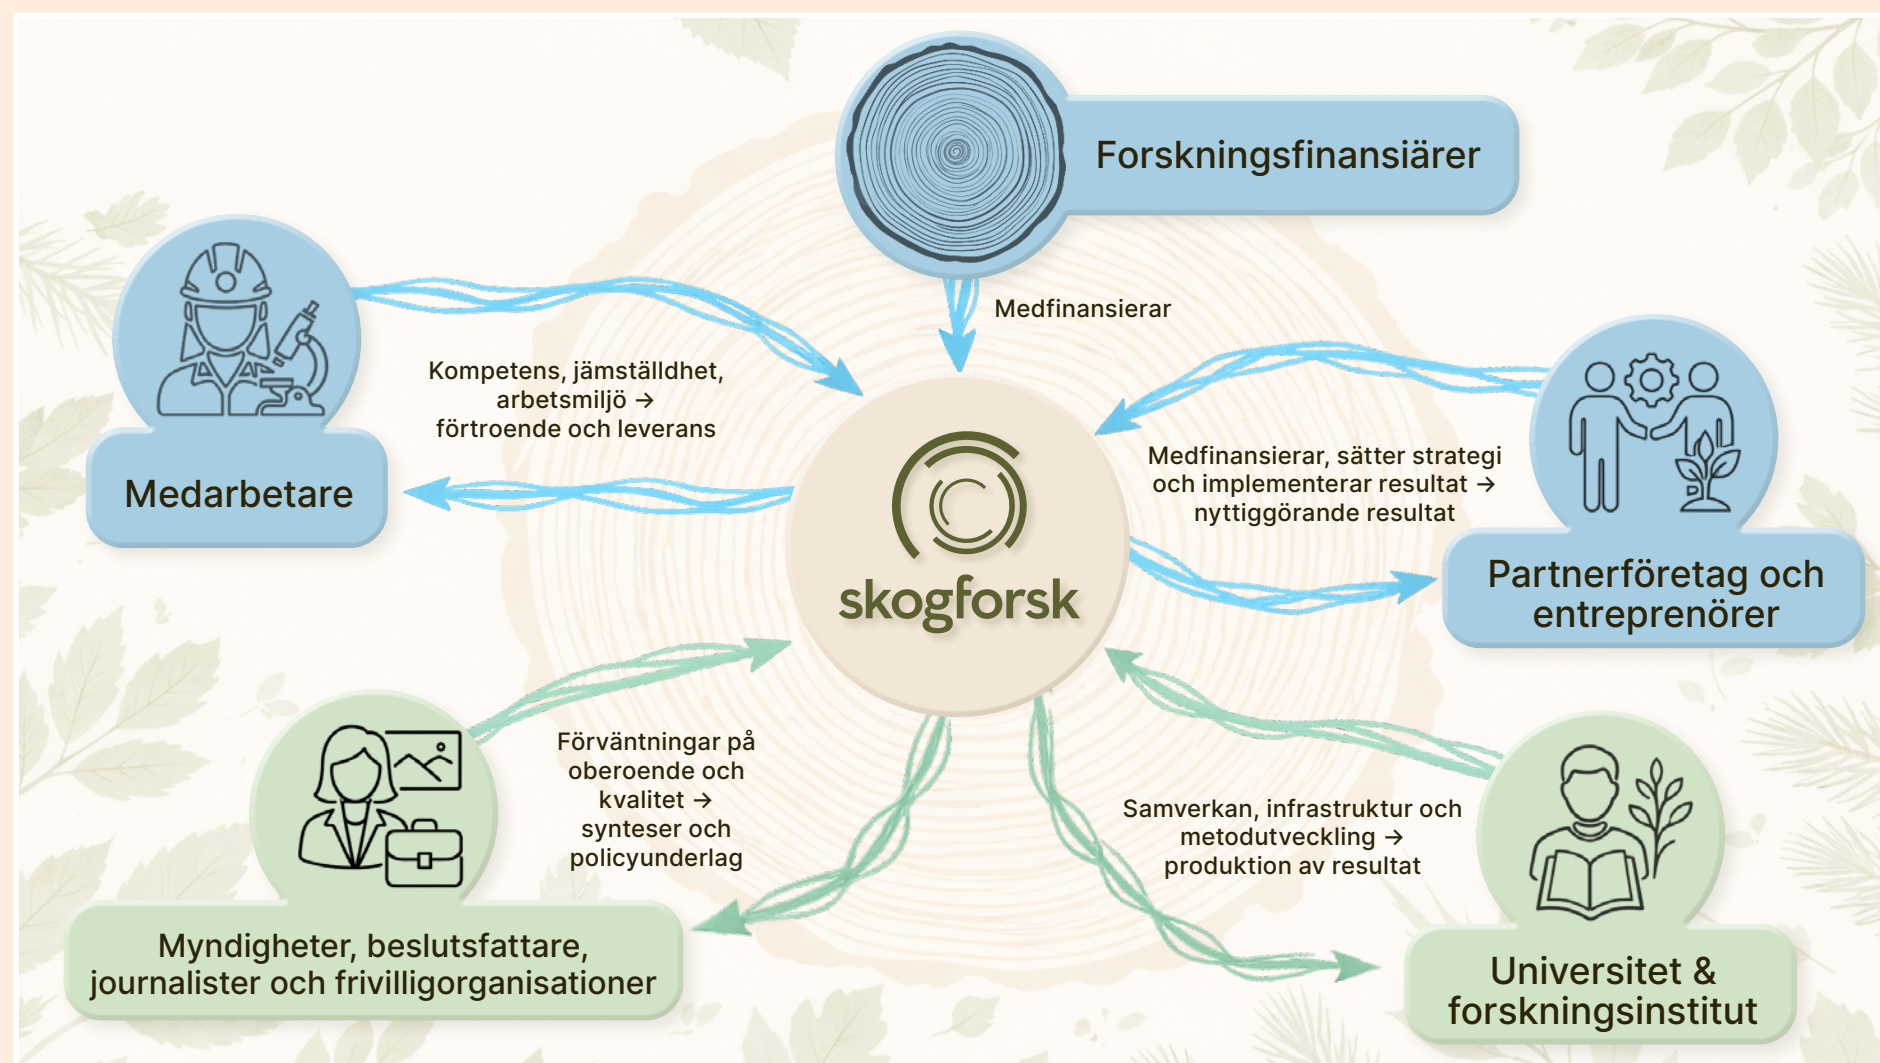 Forskningsfinansiärer
Medfinansierar
Kompetens, jämställdhet,
arbetsmiljö →
förtroende och leverans
Medarbetare
Medfinansierar, sätter strategi
och implementerar resultat →
nyttiggörande resultat
Partnerföretag och
entreprenörer
skogforsk
Förväntningar på
oberoende och
kvalitet →
synteser och
policyunderlag
Myndigheter, beslutsfattare,
journalister och frivilligorganisationer
Samverkan, infrastruktur och
metodutveckling →
produktion av resultat
Universitet &
forskningsinstitut